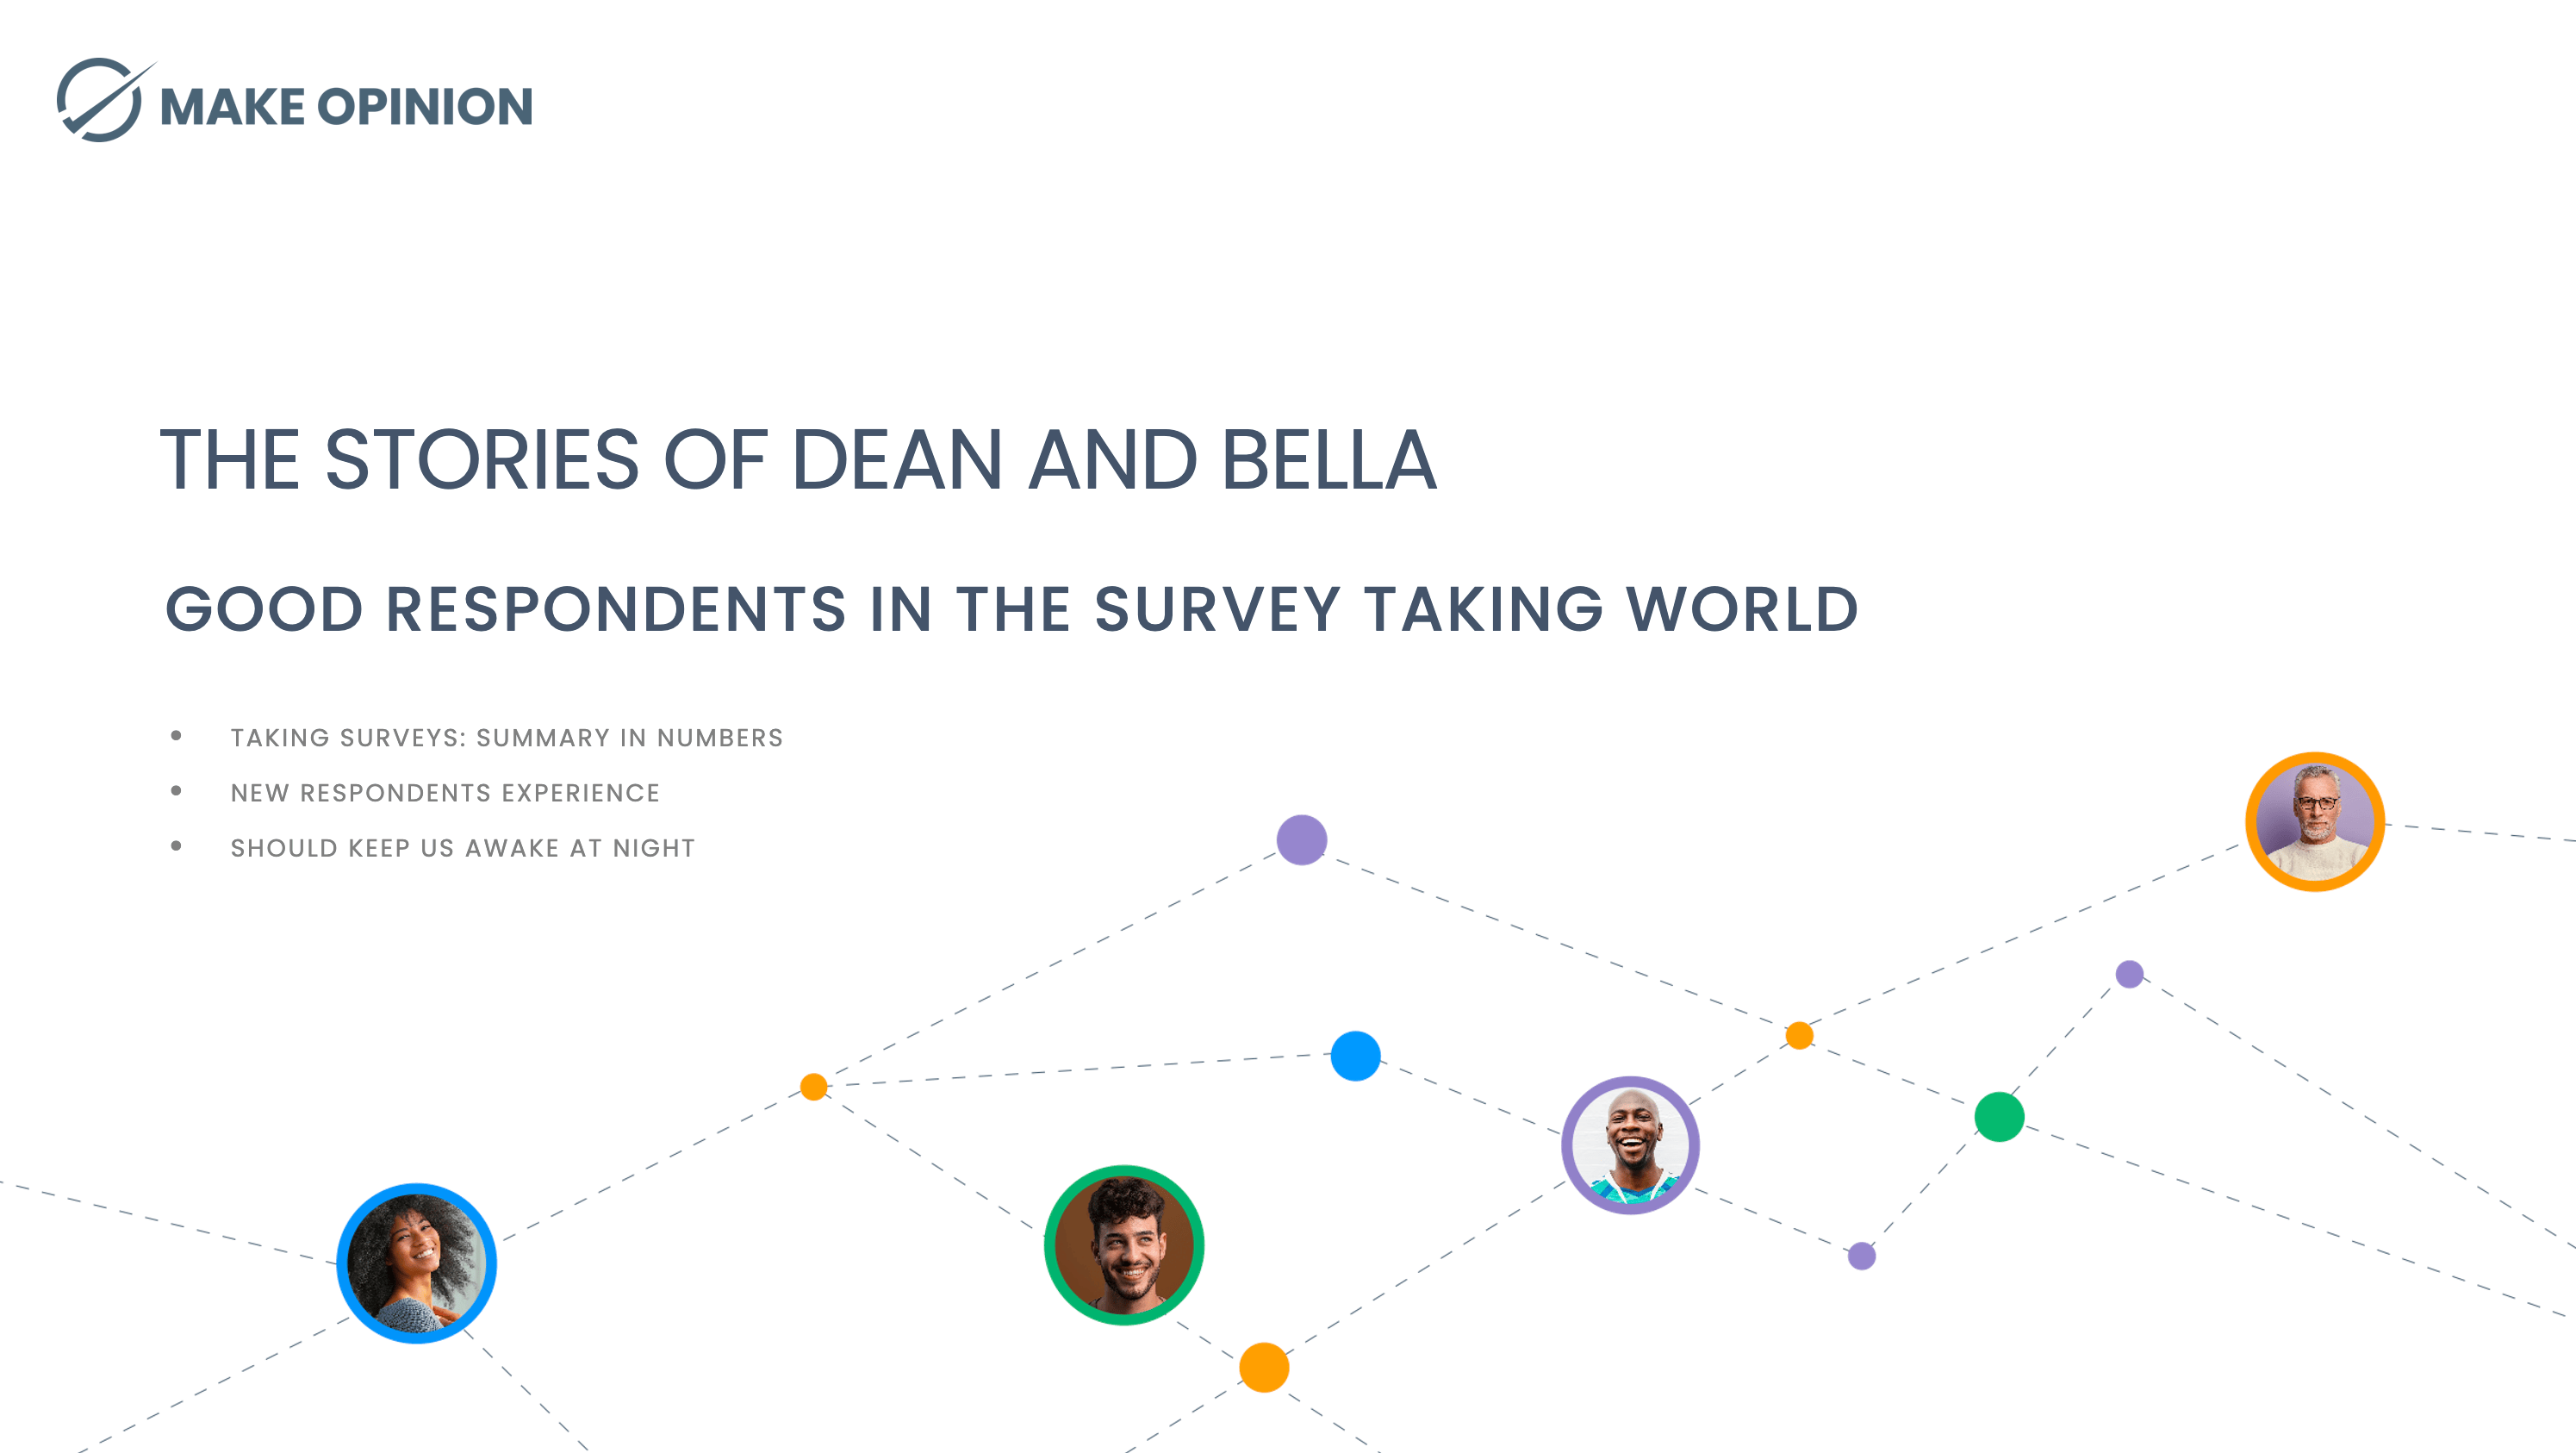 MAKE OPINION
THE STORIES OF DEAN AND BELLA
GOOD RESPONDENTS IN THE SURVEY TAKING WORLD
• TAKING SURVEYS: SUMMARY IN NUMBERS
• NEW RESPONDENTS EXPERIENCE
• SHOULD KEEP US AWAKE AT NIGHT